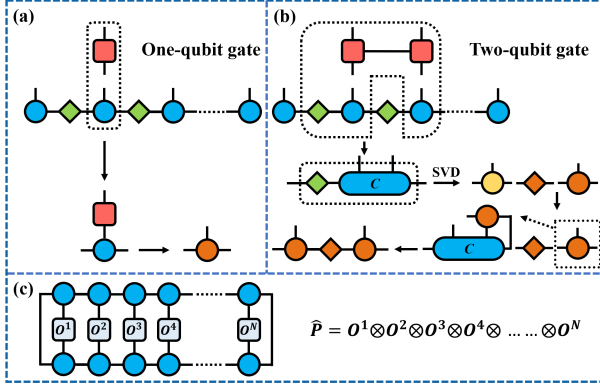 (a)
One-qubit gate
(b)
Two-qubit gate
C
SVD
C
(c)
O¹ O² O³ O⁴ Oᴺ
P̂ = O¹⊗O²⊗O³⊗O⁴⊗ ... ... ⊗Oᴺ